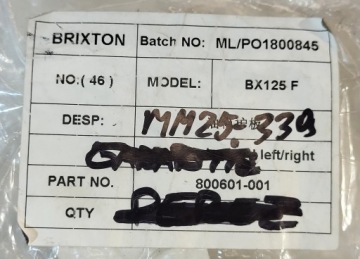 BRIXTON Batch NO: ML/PO1800845
NO.( 46 ) MODEL: BX125 F
DESP: MM25-339
left/right
PART NO. 800601-001
QTY